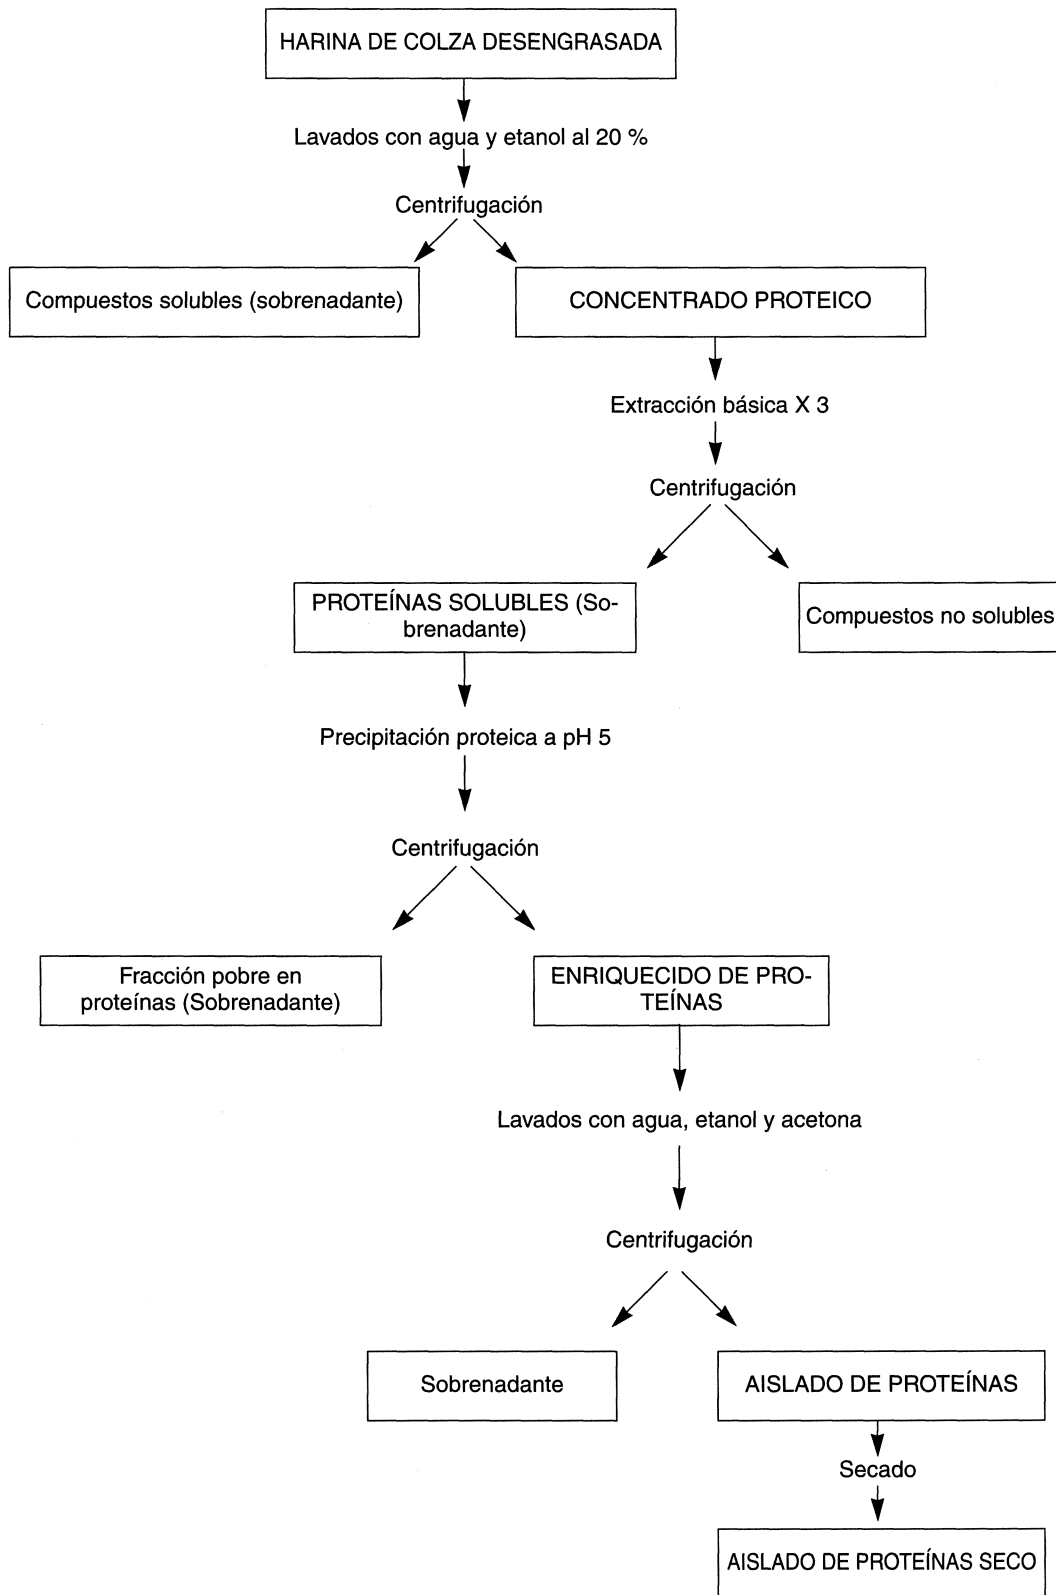 HARINA DE COLZA DESENGRASADA
Lavados con agua y etanol al 20 %
Centrifugación
Compuestos solubles (sobrenadante)
CONCENTRADO PROTEICO
Extracción básica X 3
Centrifugación
PROTEÍNAS SOLUBLES (So-
brenadante)
Compuestos no solubles
Precipitación proteica a pH 5
Centrifugación
Fracción pobre en
proteínas (Sobrenadante)
ENRIQUECIDO DE PRO-
TEÍNAS
Lavados con agua, etanol y acetona
Centrifugación
Sobrenadante
AISLADO DE PROTEÍNAS
Secado
AISLADO DE PROTEÍNAS SECO